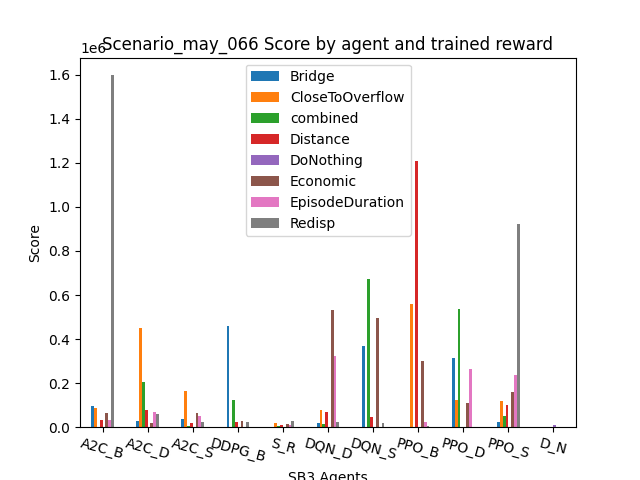 Scenario_may_066 Score by agent and trained reward
1e6
1.6
1.4
1.2
1.0
0.8
0.6
0.4
0.2
0.0
Score
Bridge
CloseToOverflow
combined
Distance
DoNothing
Economic
EpisodeDuration
Redisp
A2C_B
A2C_D
A2C_S
DDPG_B
S_R
DQN_D
DQN_S
PPO_B
PPO_D
PPO_S
D_N
SB3 Agents